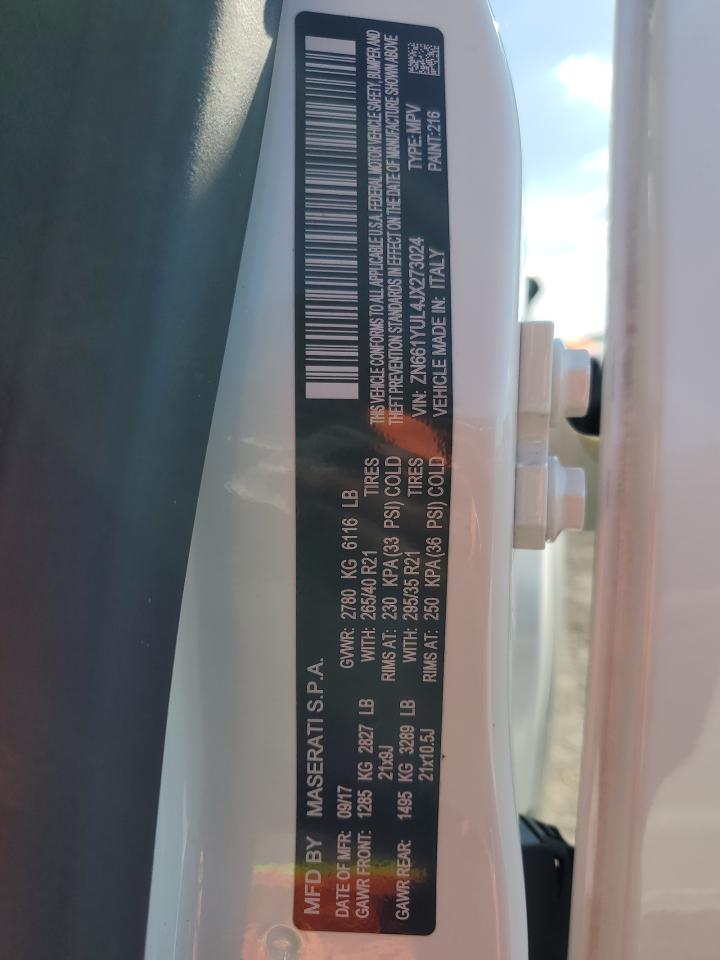 MFD BY MASERATI S.P.A.
DATE OF MFR: 09/17 GVWR: 2780 KG 6116 LB
GAWR FRONT: 1285 KG 2827 LB WITH: 265/40 R21 TIRES
21x9J RIMS AT: 230 KPA (33 PSI) COLD
GAWR REAR: 1495 KG 3289 LB WITH: 295/35 R21 TIRES
21x10.5J RIMS AT: 250 KPA (36 PSI) COLD
THIS VEHICLE CONFORMS TO ALL APPLICABLE U.S.A. FEDERAL MOTOR VEHICLE SAFETY, BUMPER AND
THEFT PREVENTION STANDARDS IN EFFECT ON THE DATE OF MANUFACTURE SHOWN ABOVE
VIN: ZN661YUL4JX273024 TYPE: MPV
VEHICLE MADE IN: ITALY PAINT: 216